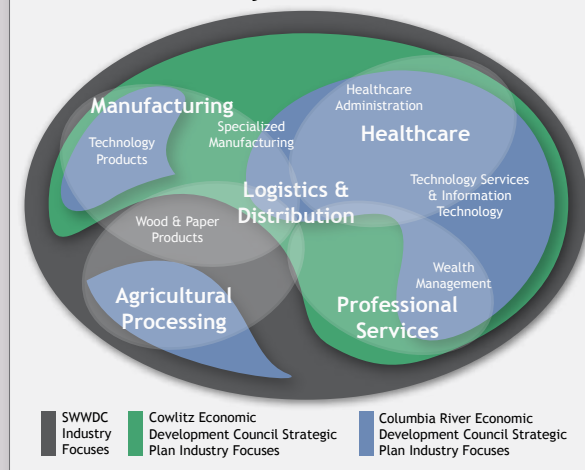 Manufacturing
Technology
Products
Specialized
Manufacturing
Healthcare
Administration
Healthcare
Technology Services
& Information
Technology
Logistics &
Distribution
Wood & Paper
Products
Wealth
Management
Agricultural
Processing
Professional
Services
SWWDC
Industry
Focuses
Cowlitz Economic
Development Council Strategic
Plan Industry Focuses
Columbia River Economic
Development Council Strategic
Plan Industry Focuses